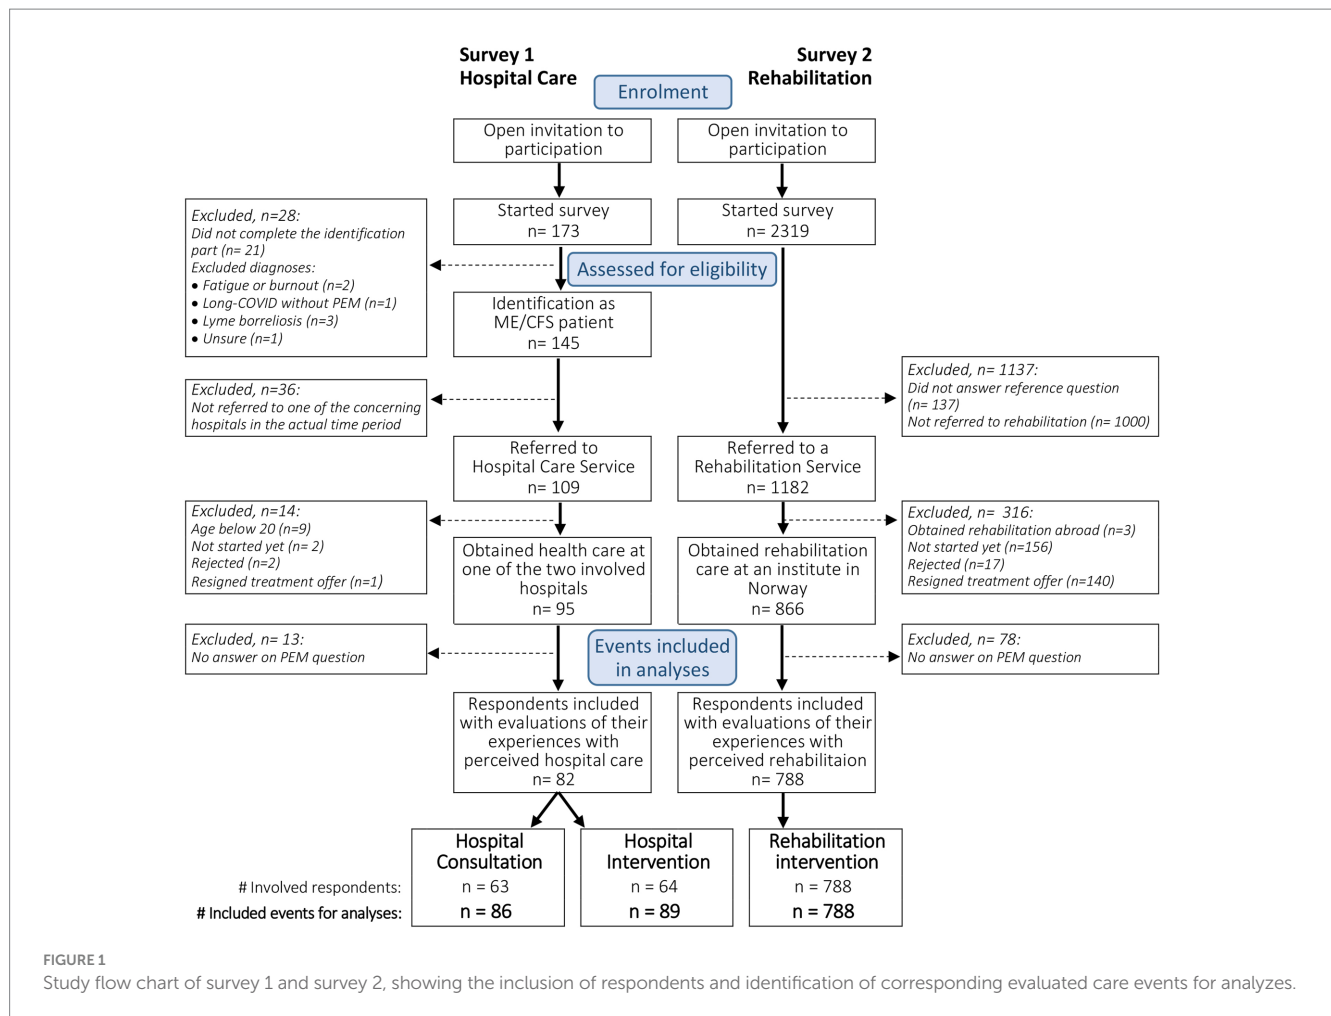 Survey 1
Hospital Care
Survey 2
Rehabilitation
Enrolment
Open invitation to
participation
Open invitation to
participation
Started survey
n= 173
Started survey
n= 2319
Excluded, n=28:
Did not complete the identification
part (n= 21)
Excluded diagnoses:
● Fatigue or burnout (n=2)
● Long-COVID without PEM (n=1)
● Lyme borreliosis (n=3)
● Unsure (n=1)
Assessed for eligibility
Identification as
ME/CFS patient
n= 145
Excluded, n= 1137:
Did not answer reference question
(n= 137)
Not referred to rehabilitation (n= 1000)
Excluded, n=36:
Not referred to one of the concerning
hospitals in the actual time period
Referred to
Hospital Care Service
n= 109
Referred to a
Rehabilitation Service
n= 1182
Excluded, n=14:
Age below 20 (n=9)
Not started yet (n= 2)
Rejected (n=2)
Resigned treatment offer (n=1)
Excluded, n= 316:
Obtained rehabilitation abroad (n=3)
Not started yet (n=156)
Rejected (n=17)
Resigned treatment offer (n=140)
Obtained health care at
one of the two involved
hospitals
n= 95
Obtained rehabilitation
care at an institute in
Norway
n= 866
Excluded, n= 13:
No answer on PEM question
Events included
in analyses
Excluded, n= 78:
No answer on PEM question
Respondents included
with evaluations of their
experiences with
perceived hospital care
n= 82
Respondents included
with evaluations of their
experiences with
perceived rehabilitaion
n= 788
Hospital
Consultation
Hospital
Intervention
Rehabilitation
intervention
# Involved respondents:
n = 63
n = 64
n = 788
# Included events for analyses:
n = 86
n = 89
n = 788
FIGURE 1
Study flow chart of survey 1 and survey 2, showing the inclusion of respondents and identification of corresponding evaluated care events for analyzes.